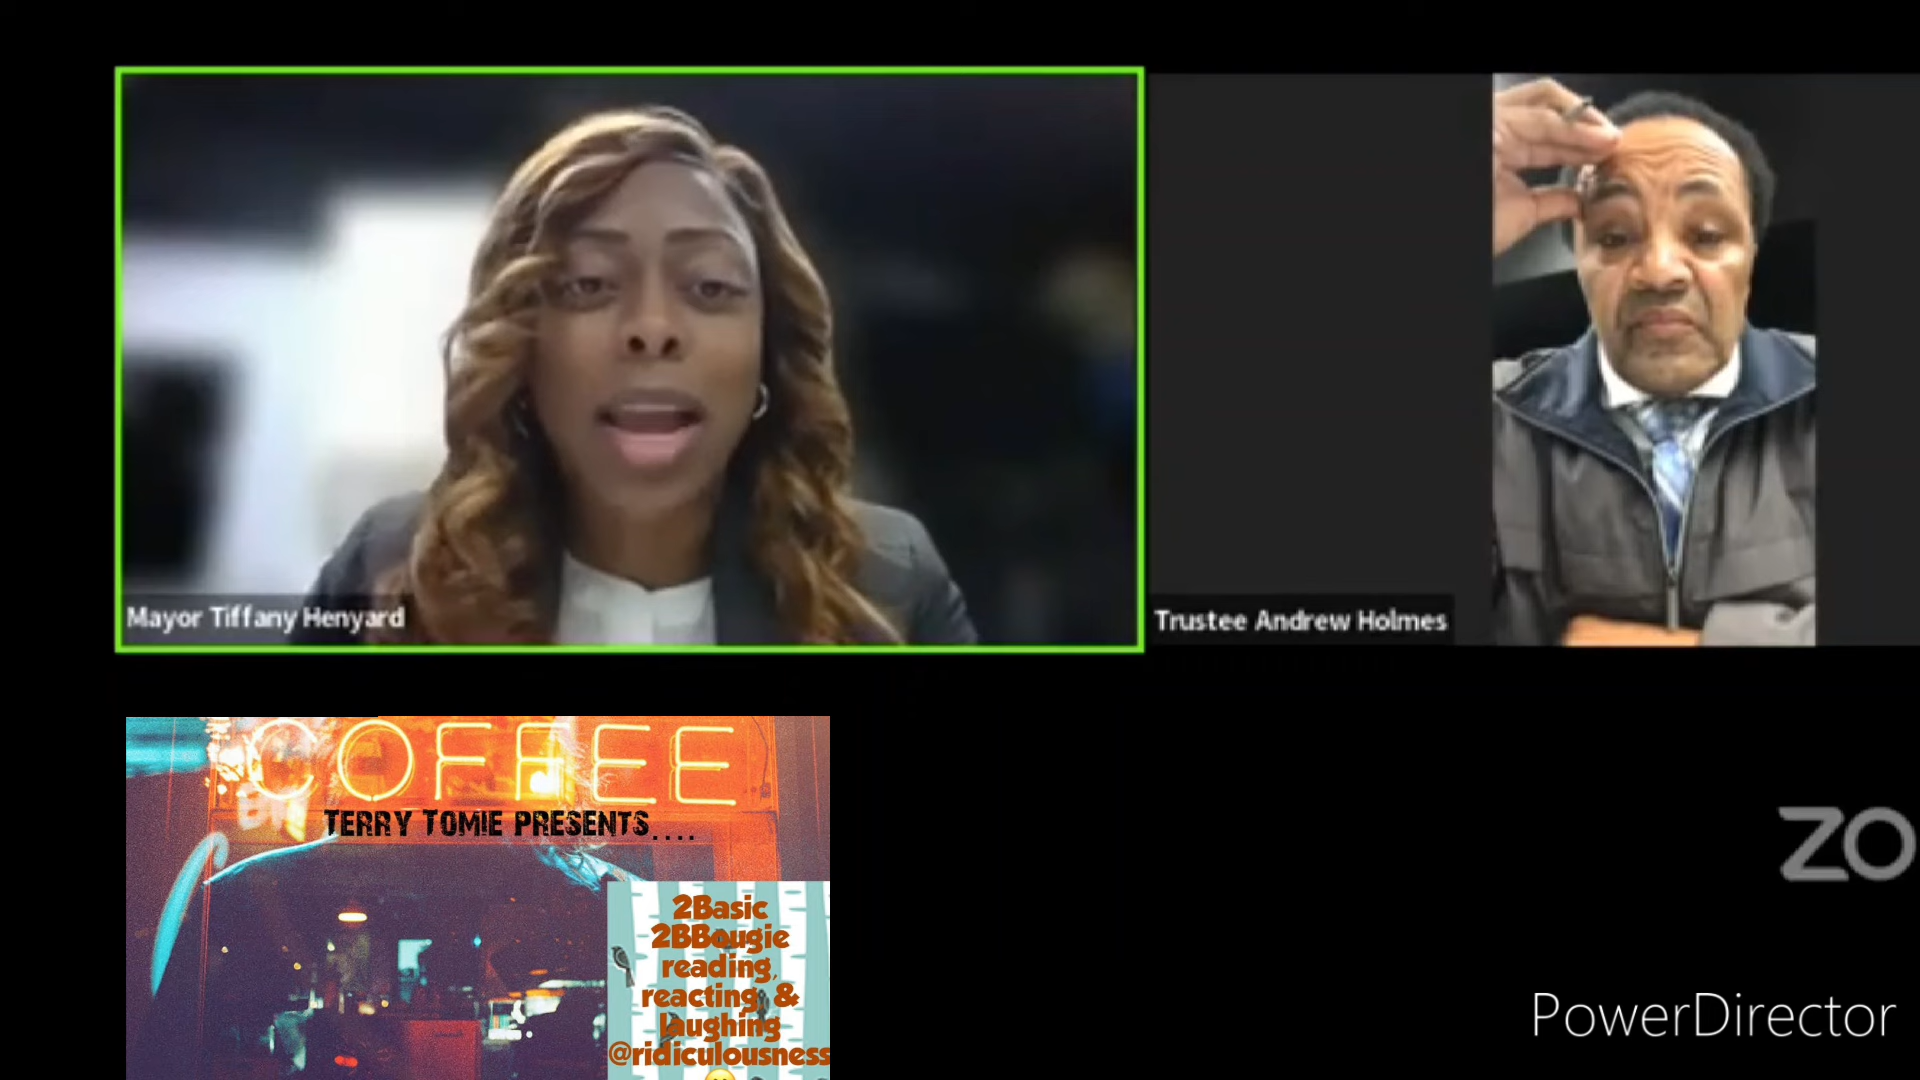 Mayor Tiffany Henyard
Trustee Andrew Holmes
COFFEE
TERRY TOMIE PRESENTS....
2Basic
2BBougie
reading,
reacting, &
laughing
@ridiculousness
ZO
PowerDirector